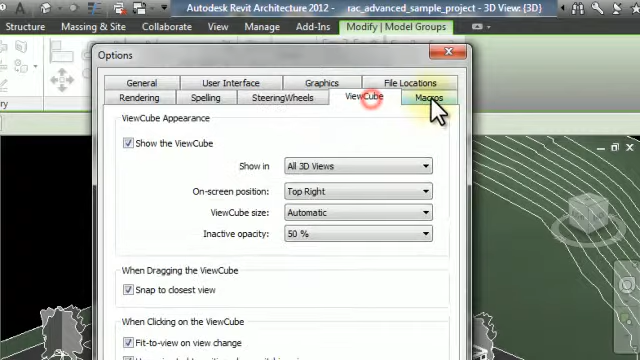 Autodesk Revit Architecture 2012 - rac_advanced_sample_project - 3D View: {3D}
Structure Massing & Site Collaborate View Manage Add-Ins Modify | Model Groups
Options
General User Interface Graphics File Locations
Rendering Spelling SteeringWheels ViewCube Macros
ViewCube Appearance
Show the ViewCube
Show in All 3D Views
On-screen position: Top Right
ViewCube size: Automatic
Inactive opacity: 50 %
When Dragging the ViewCube
Snap to closest view
When Clicking on the ViewCube
Fit-to-view on view change